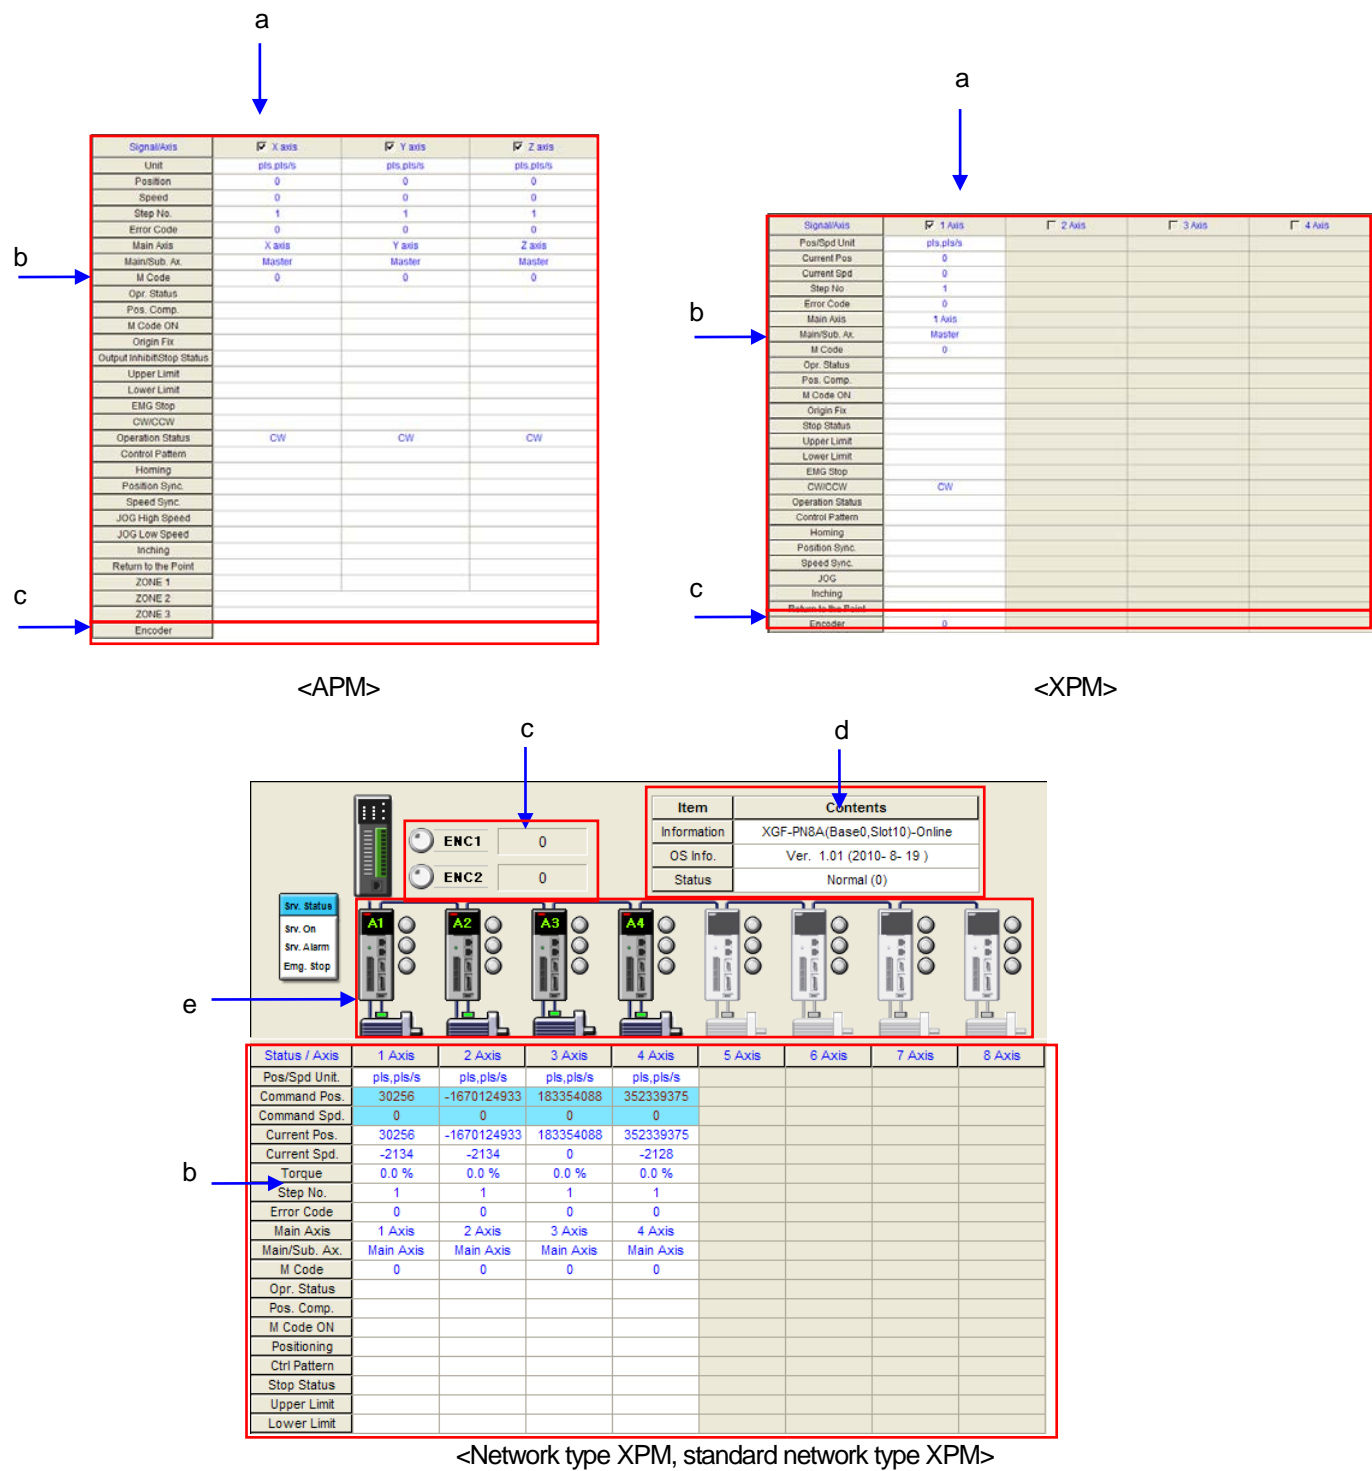 a
Signal/Axis X axis Y axis Z axis
Unit pls,pls/s pls,pls/s pls,pls/s
Position 0 0 0
Speed 0 0 0
Step No. 1 1 1
Error Code 0 0 0
Main Axis X axis Y axis Z axis
Main/Sub. Ax. Master Master Master
M Code 0 0 0
Opr. Status
Pos. Comp.
M Code ON
Origin Fix
Output Inhibit\Stop Status
Upper Limit
Lower Limit
EMG Stop
CW/CCW
Operation Status CW CW CW
Control Pattern
Homing
Position Sync.
Speed Sync.
JOG High Speed
JOG Low Speed
Inching
Return to the Point
ZONE 1
ZONE 2
ZONE 3
Encoder
b
c
<APM>
a
Signal/Axis 1 Axis 2 Axis 3 Axis 4 Axis
Pos/Spd Unit pls,pls/s
Current Pos 0
Current Spd 0
Step No 1
Error Code 0
Main Axis 1 Axis
Main/Sub. Ax. Master
M Code 0
Opr. Status
Pos. Comp.
M Code ON
Origin Fix
Stop Status
Upper Limit
Lower Limit
EMG Stop
CW/CCW CW
Operation Status
Control Pattern
Homing
Position Sync.
Speed Sync.
JOG
Inching
Return to the Point
Encoder 0
b
c
<XPM>
c
d
ENC1 0
ENC2 0
Item Contents
Information XGF-PN8A(Base0,Slot10)-Online
OS Info. Ver. 1.01 (2010- 8- 19 )
Status Normal (0)
Srv. Status
Srv. On
Srv. Alarm
Emg. Stop
A1 A2 A3 A4
e
Status / Axis 1 Axis 2 Axis 3 Axis 4 Axis 5 Axis 6 Axis 7 Axis 8 Axis
Pos/Spd Unit. pls,pls/s pls,pls/s pls,pls/s pls,pls/s
Command Pos. 30256 -1670124933 183354088 352339375
Command Spd. 0 0 0 0
Current Pos. 30256 -1670124933 183354088 352339375
Current Spd. -2134 -2134 0 -2128
Torque 0.0 % 0.0 % 0.0 % 0.0 %
Step No. 1 1 1 1
Error Code 0 0 0 0
Main Axis 1 Axis 2 Axis 3 Axis 4 Axis
Main/Sub. Ax. Main Axis Main Axis Main Axis Main Axis
M Code 0 0 0 0
Opr. Status
Pos. Comp.
M Code ON
Positioning
Ctrl Pattern
Stop Status
Upper Limit
Lower Limit
b
<Network type XPM, standard network type XPM>